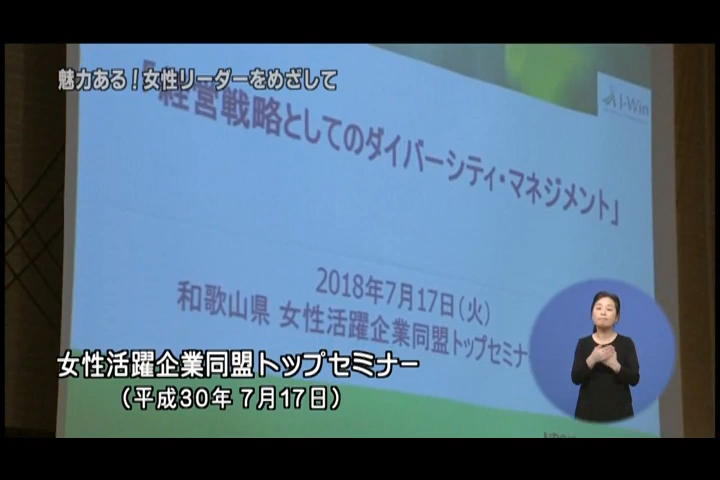 魅力ある!女性リーダーをめざして
J-Win
「経営戦略としてのダイバーシティ・マネジメント」
2018年7月17日(火)
和歌山県 女性活躍企業同盟トップセミナ
女性活躍企業同盟トップセミナー
(平成30年7月17日)